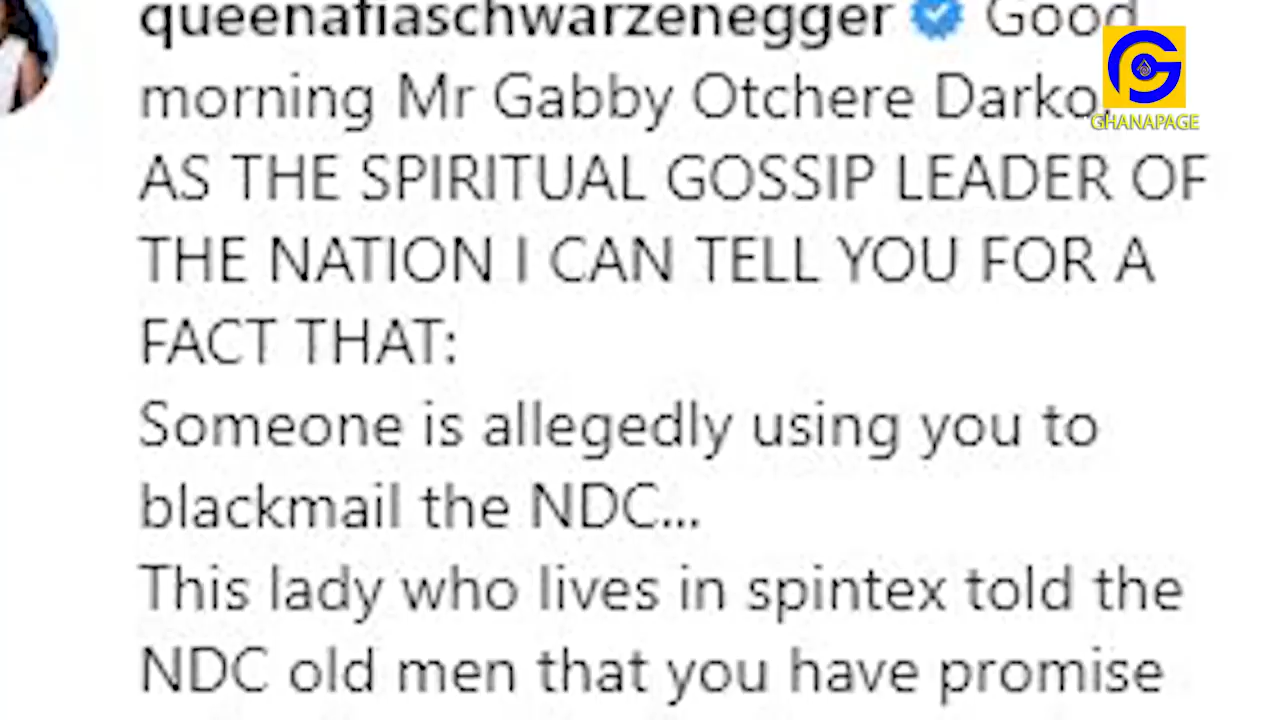 queenafiaschwarzenegger Good
morning Mr Gabby Otchere Darko,
AS THE SPIRITUAL GOSSIP LEADER OF
THE NATION I CAN TELL YOU FOR A
FACT THAT:
Someone is allegedly using you to
blackmail the NDC...
This lady who lives in spintex told the
NDC old men that you have promise
GHANAPAGE